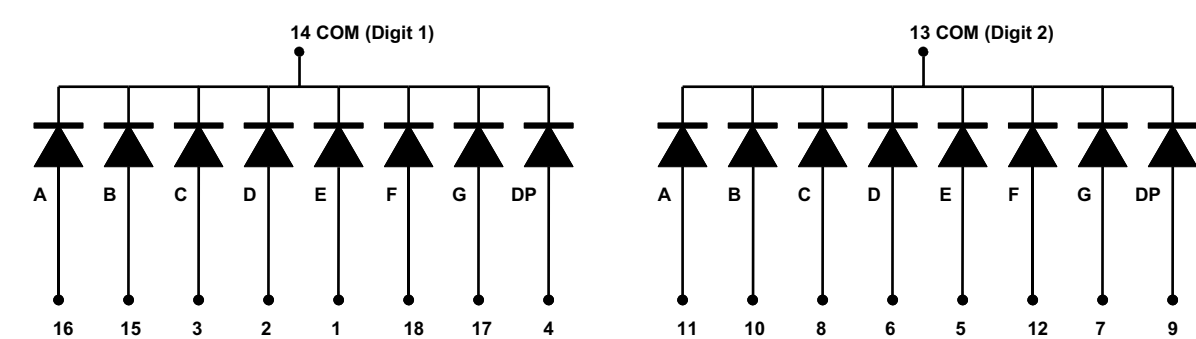 14 COM (Digit 1)
A B C D E F G DP
16 15 3 2 1 18 17 4
13 COM (Digit 2)
A B C D E F G DP
11 10 8 6 5 12 7 9